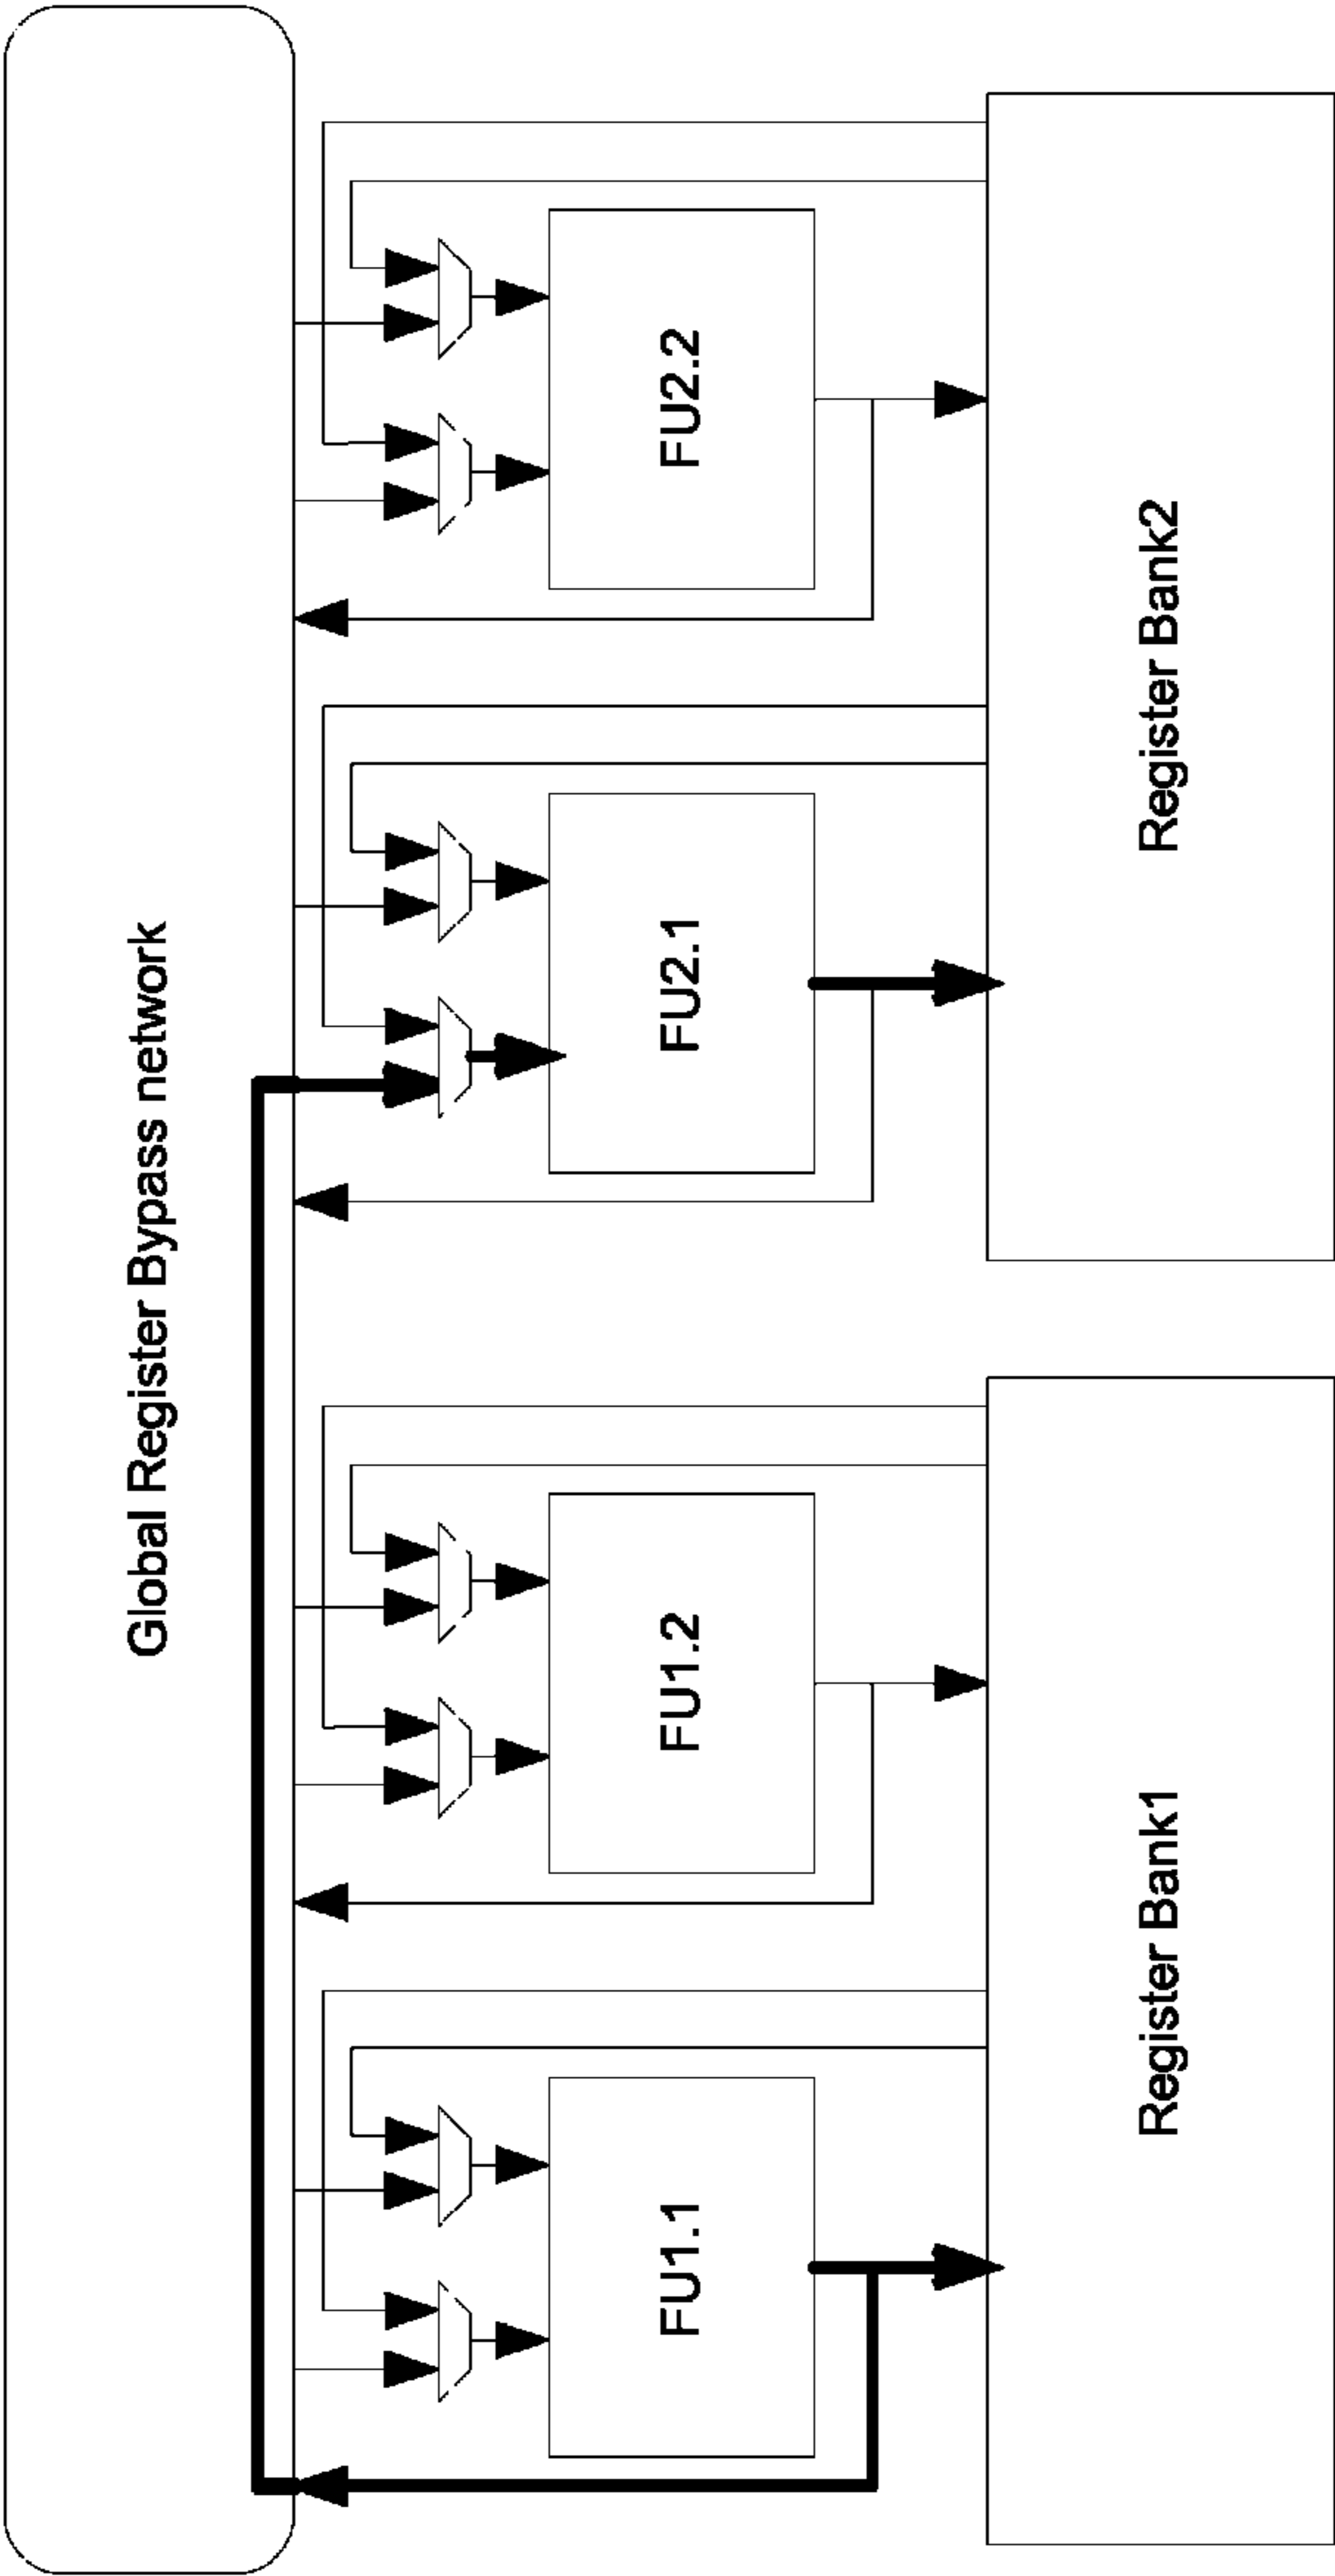 Global Register Bypass network
FU1.1
FU1.2
FU2.1
FU2.2
Register Bank1
Register Bank2